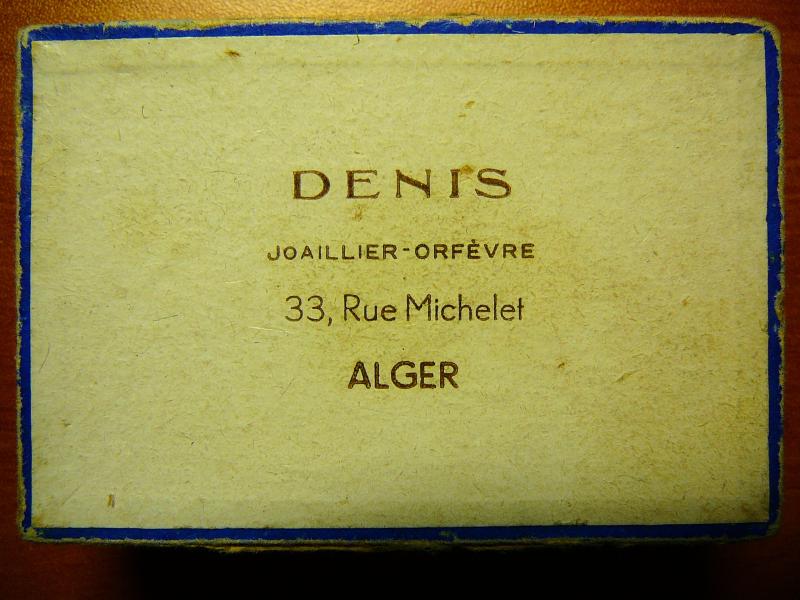 DENIS
JOAILLIER-ORFÈVRE
33, Rue Michelet
ALGER